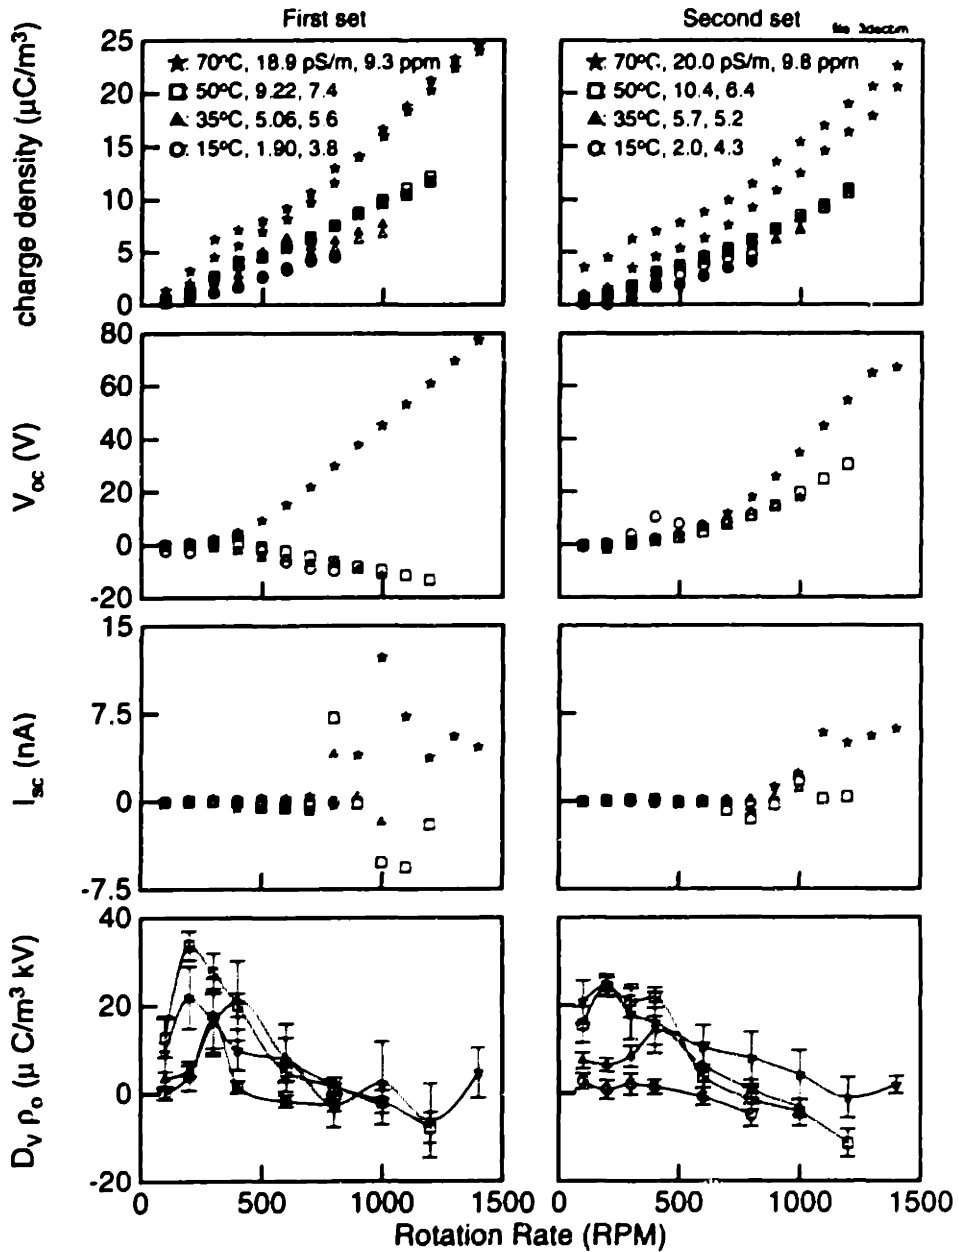 First set
Second set
charge density (µC/m³)
25
20
15
10
5
0
★: 70°C, 18.9 pS/m, 9.3 ppm
□: 50°C, 9.22, 7.4
▲: 35°C, 5.06, 5.6
○: 15°C, 1.90, 3.8
★: 70°C, 20.0 pS/m, 9.8 ppm
□: 50°C, 10.4, 6.4
▲: 35°C, 5.7, 5.2
○: 15°C, 2.0, 4.3
V_oc (V)
80
60
40
20
0
-20
I_sc (nA)
15
7.5
0
-7.5
D_v ρ_o (µ C/m³ kV)
40
20
0
-20
0 500 1000 1500
0 500 1000 1500
Rotation Rate (RPM)